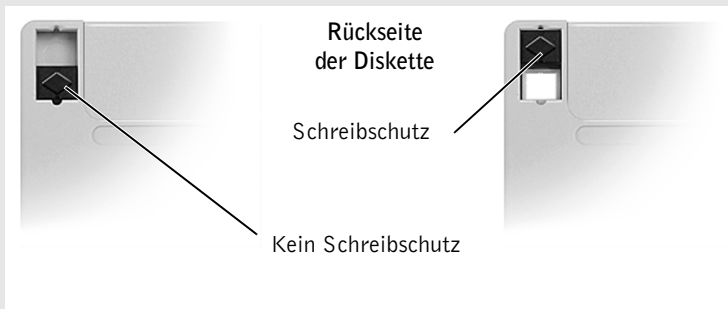 Rückseite
der Diskette
Schreibschutz
Kein Schreibschutz